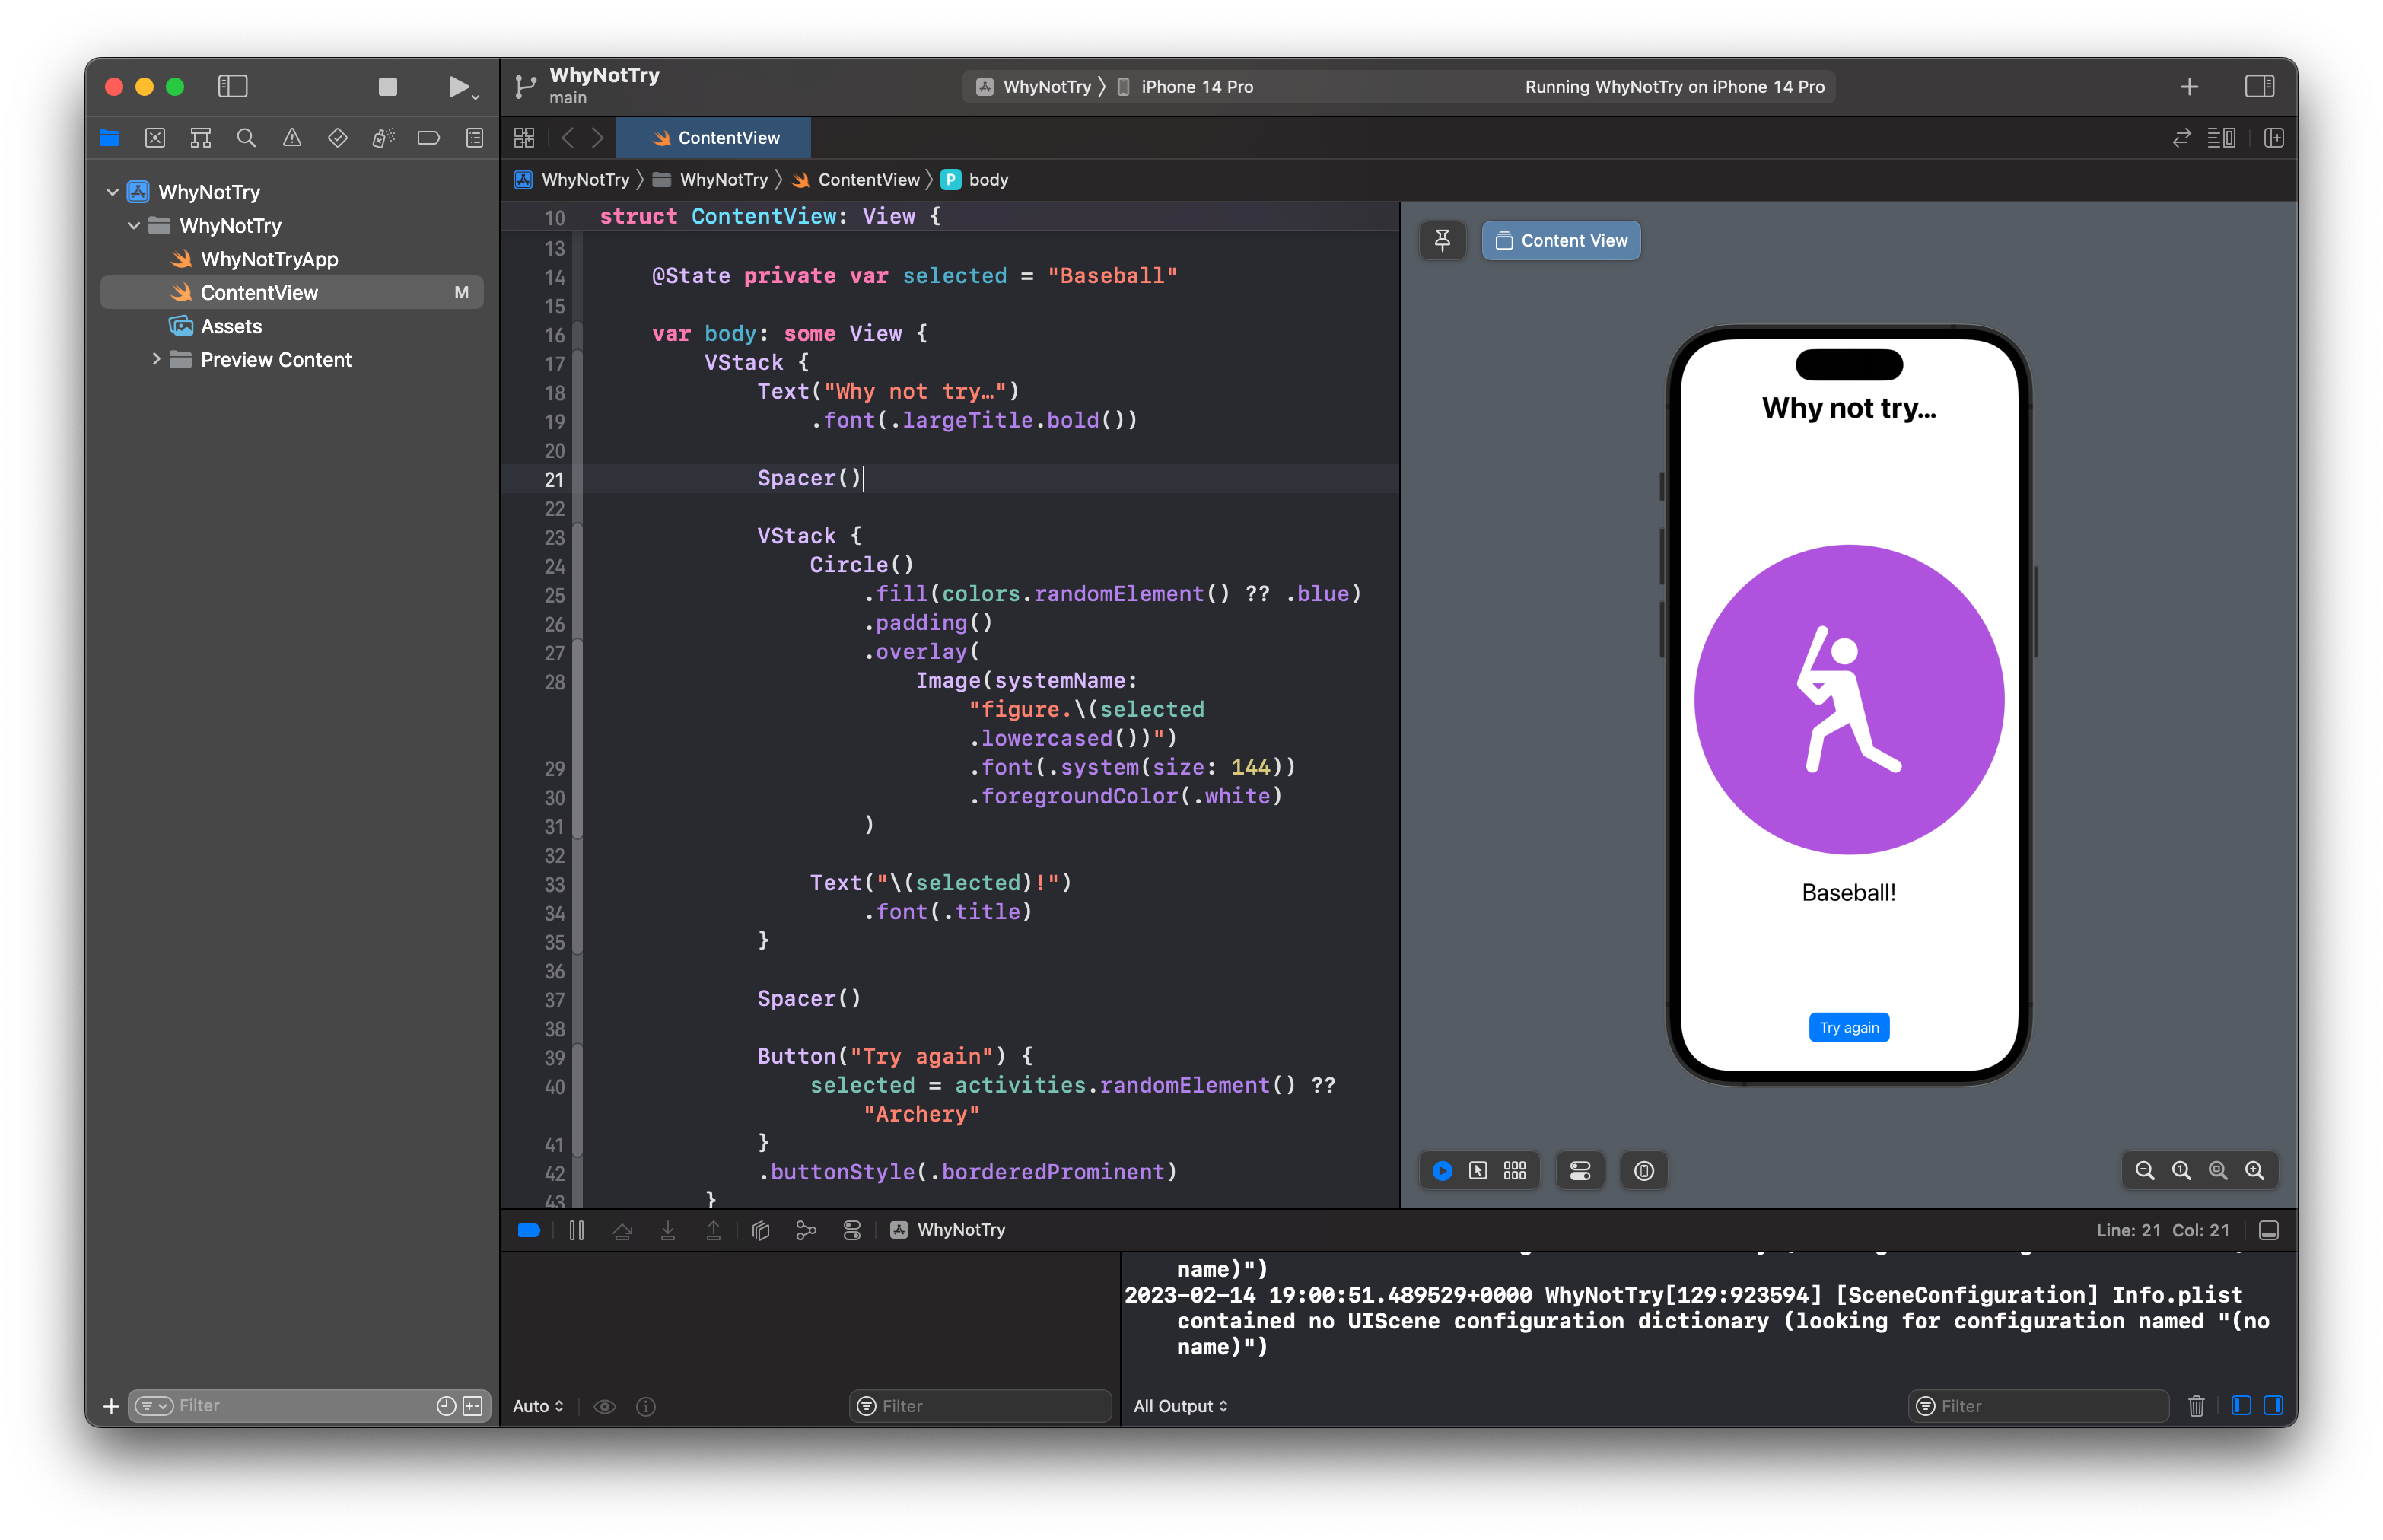 WhyNotTry
main
WhyNotTry
iPhone 14 Pro
Running WhyNotTry on iPhone 14 Pro
ContentView
WhyNotTry
WhyNotTry
ContentView
P
body
WhyNotTry
WhyNotTry
WhyNotTryApp
ContentView
M
Assets
Preview Content
Filter
10 struct ContentView: View {
13
14 @State private var selected = "Baseball"
15
16 var body: some View {
17 VStack {
18 Text("Why not try…")
19 .font(.largeTitle.bold())
20
21 Spacer()
22
23 VStack {
24 Circle()
25 .fill(colors.randomElement() ?? .blue)
26 .padding()
27 .overlay(
28 Image(systemName:
"figure.\(selected
.lowercased())")
29 .font(.system(size: 144))
30 .foregroundColor(.white)
31 )
32
33 Text("\(selected)!")
34 .font(.title)
35 }
36
37 Spacer()
38
39 Button("Try again") {
40 selected = activities.randomElement() ??
"Archery"
41 }
42 .buttonStyle(.borderedProminent)
43 }
Content View
Why not try…
Baseball!
Try again
WhyNotTry
Line: 21 Col: 21
name)")
2023-02-14 19:00:51.489529+0000 WhyNotTry[129:923594] [SceneConfiguration] Info.plist
contained no UIScene configuration dictionary (looking for configuration named "(no
name)")
Auto
Filter
All Output
Filter